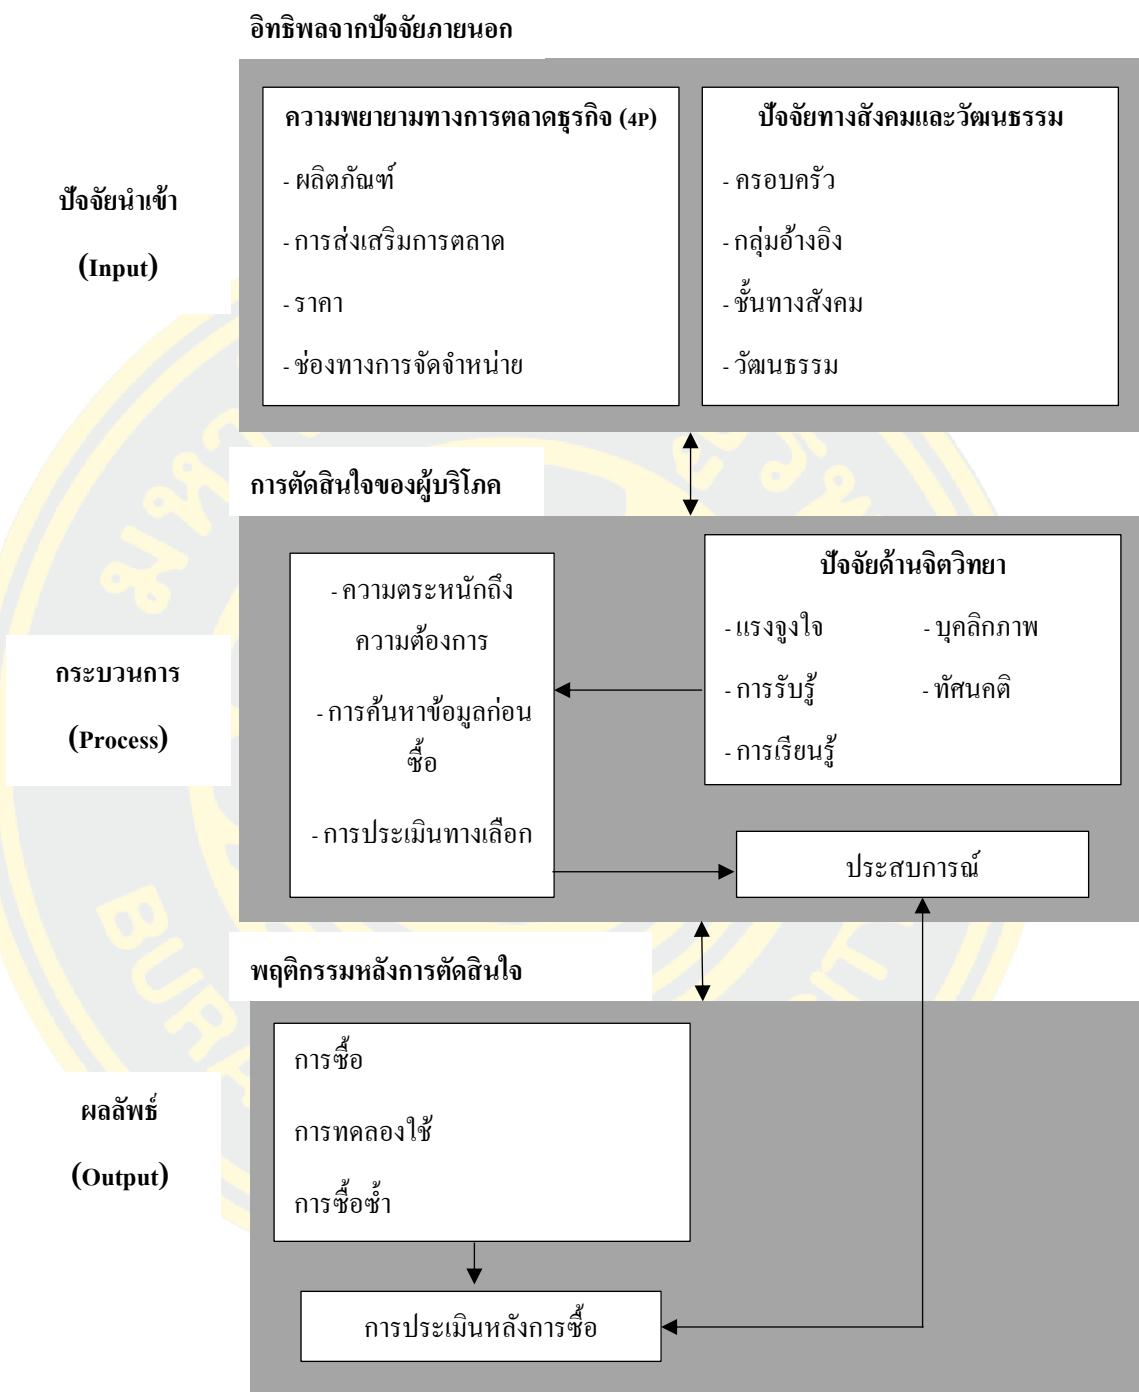 อิทธิพลจากปัจจัยภายนอก
ปัจจัยนำเข้า
(Input)
ความพยายามทางการตลาดธุรกิจ (4P)
- ผลิตภัณฑ์
- การส่งเสริมการตลาด
- ราคา
- ช่องทางการจัดจำหน่าย
ปัจจัยทางสังคมและวัฒนธรรม
- ครอบครัว
- กลุ่มอ้างอิง
- ชั้นทางสังคม
- วัฒนธรรม
การตัดสินใจของผู้บริโภค
กระบวนการ
(Process)
- ความตระหนักถึง
ความต้องการ
- การค้นหาข้อมูลก่อน
ซื้อ
- การประเมินทางเลือก
ปัจจัยด้านจิตวิทยา
- แรงจูงใจ
- บุคลิกภาพ
- การรับรู้
- ทัศนคติ
- การเรียนรู้
ประสบการณ์
พฤติกรรมหลังการตัดสินใจ
ผลลัพธ์
(Output)
การซื้อ
การทดลองใช้
การซื้อซ้ำ
การประเมินหลังการซื้อ